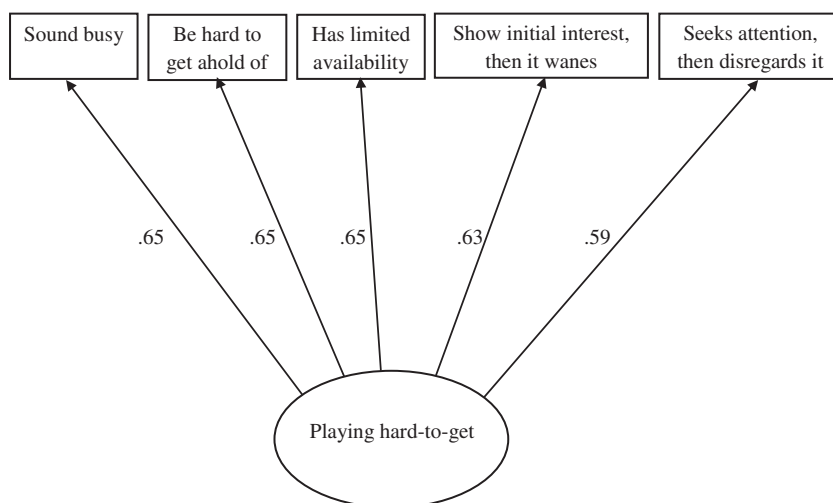 Sound busy
Be hard to
get ahold of
Has limited
availability
Show initial interest,
then it wanes
Seeks attention,
then disregards it
.65
.65
.65
.63
.59
Playing hard-to-get